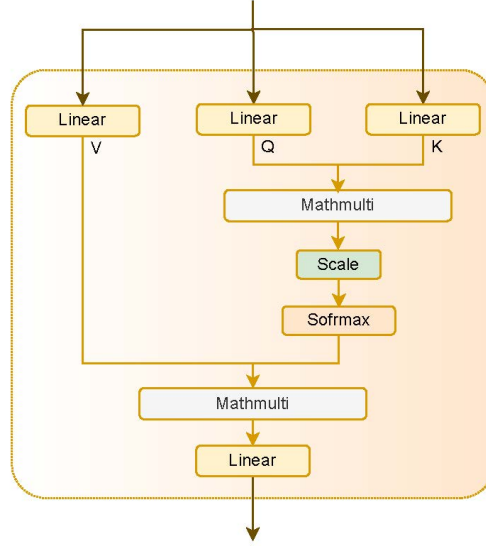 Linear
Linear
Linear
V
Q
K
Mathmulti
Scale
Sofrmax
Mathmulti
Linear